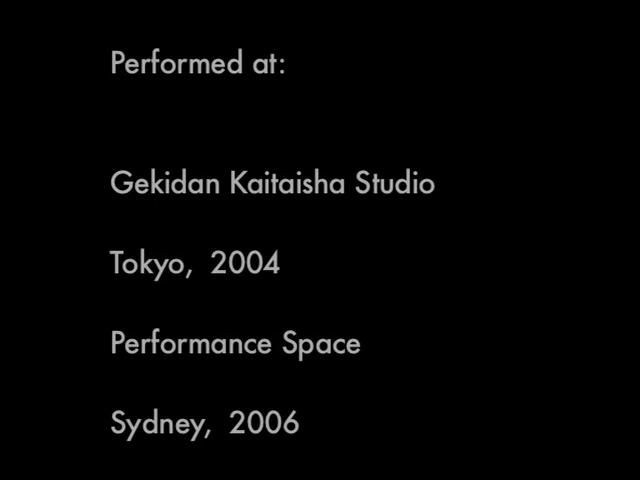 Performed at:
Gekidan Kaitaisha Studio
Tokyo, 2004
Performance Space
Sydney, 2006